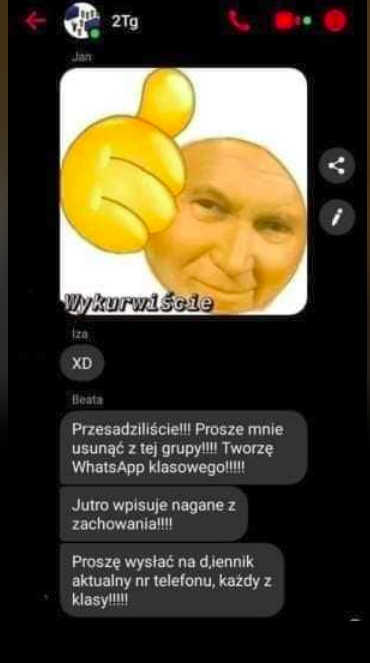 2Tg
Jan
Wykurwiście
Iza
XD
Beata
Przesadziliście!!! Prosze mnie
usunąć z tej grupy!!!! Tworzę
WhatsApp klasowego!!!!!
Jutro wpisuje nagane z
zachowania!!!!
Proszę wysłać na d,iennik
aktualny nr telefonu, każdy z
klasy!!!!!